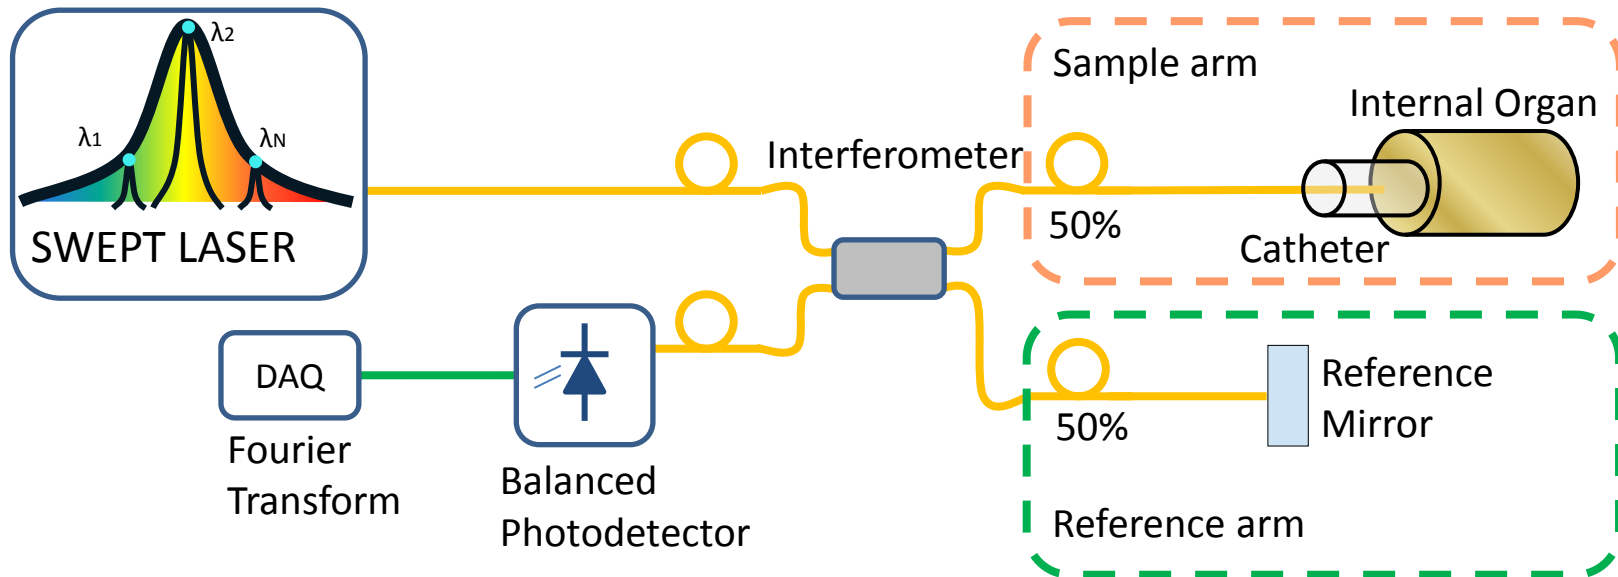 λ2
λ1
λN
SWEPT LASER
Interferometer
Sample arm
Internal Organ
50%
Catheter
DAQ
Fourier
Transform
Balanced
Photodetector
50%
Reference
Mirror
Reference arm